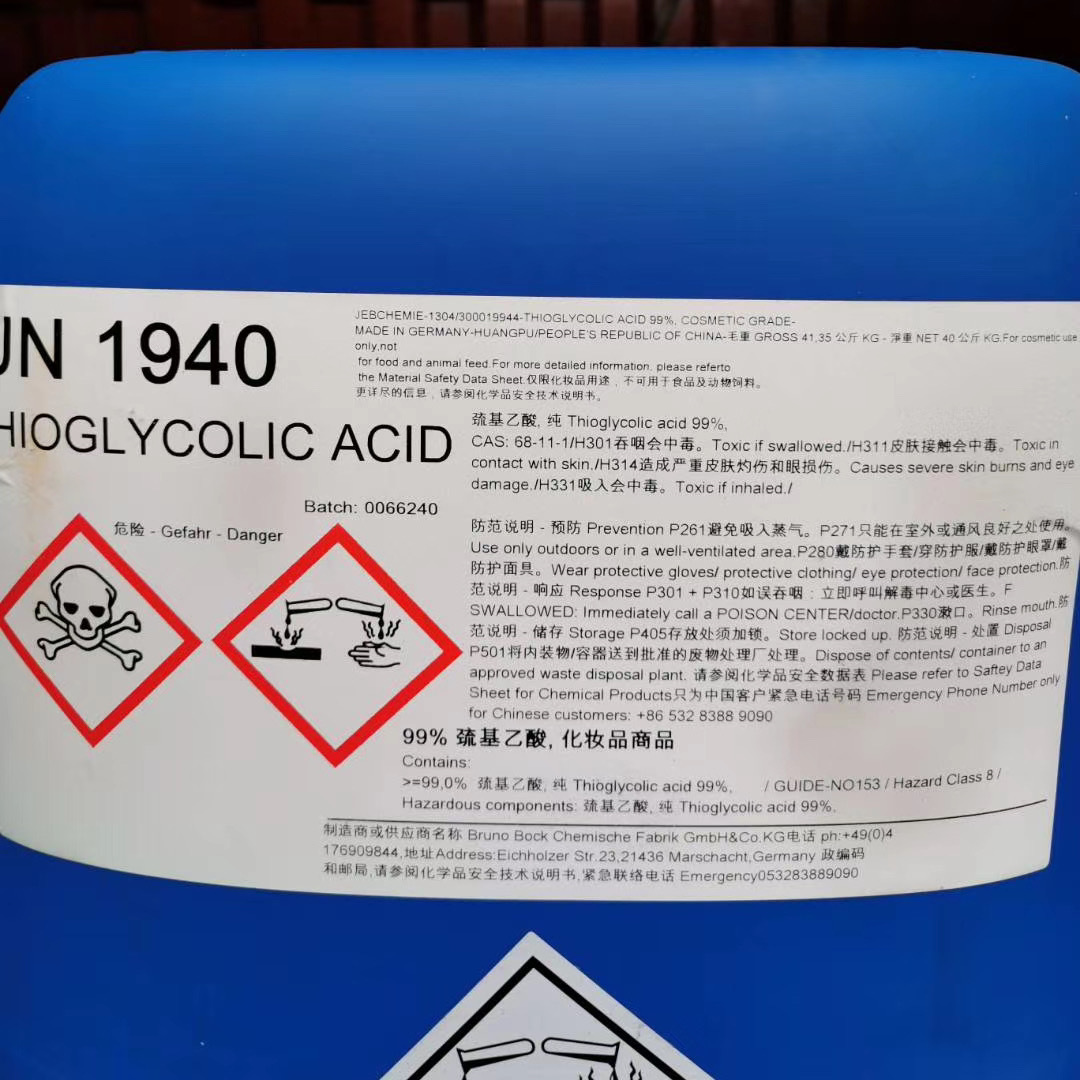 UN 1940
THIOGLYCOLIC ACID
JEBCHEMIE-1304/300019944-THIOGLYCOLIC ACID 99%, COSMETIC GRADE-
MADE IN GERMANY-HUANGPU/PEOPLE'S REPUBLIC OF CHINA-毛重 GROSS 41,35 公斤 KG - 淨重 NET 40 公斤 KG.For cosmetic use
only,not
for food and animal feed.For more detailed information, please referto
the Material Safety Data Sheet.仅限化妆品用途，不可用于食品及动物饲料。
更详尽的信息，请参阅化学品安全技术说明书。
巯基乙酸, 纯 Thioglycolic acid 99%,
CAS: 68-11-1/H301吞咽会中毒。Toxic if swallowed./H311皮肤接触会中毒。Toxic in
contact with skin./H314造成严重皮肤灼伤和眼损伤。Causes severe skin burns and eye
damage./H331吸入会中毒。Toxic if inhaled./
Batch: 0066240
危险 - Gefahr - Danger
防范说明 - 预防 Prevention P261避免吸入蒸气。P271只能在室外或通风良好之处使用。
Use only outdoors or in a well-ventilated area.P280戴防护手套/穿防护服/戴防护眼罩/戴
防护面具。Wear protective gloves/ protective clothing/ eye protection/ face protection.防
范说明 - 响应 Response P301 + P310如误吞咽：立即呼叫解毒中心或医生。F
SWALLOWED: Immediately call a POISON CENTER/doctor.P330漱口。Rinse mouth.防
范说明 - 储存 Storage P405存放处须加锁。Store locked up. 防范说明 - 处置 Disposal
P501将内装物/容器送到批准的废物处理厂处理。Dispose of contents/ container to an
approved waste disposal plant. 请参阅化学品安全数据表 Please refer to Saftey Data
Sheet for Chemical Products只为中国客户紧急电话号码 Emergency Phone Number only
for Chinese customers: +86 532 8388 9090
99% 巯基乙酸, 化妆品商品
Contains:
>=99,0% 巯基乙酸, 纯 Thioglycolic acid 99%, / GUIDE-NO153 / Hazard Class 8 /
Hazardous components: 巯基乙酸, 纯 Thioglycolic acid 99%,
制造商或供应商名称 Bruno Bock Chemische Fabrik GmbH&Co.KG电话 ph:+49(0)4
176909844,地址Address:Eichholzer Str.23,21436 Marschacht,Germany 政编码
和邮局,请参阅化学品安全技术说明书,紧急联络电话 Emergency053283889090